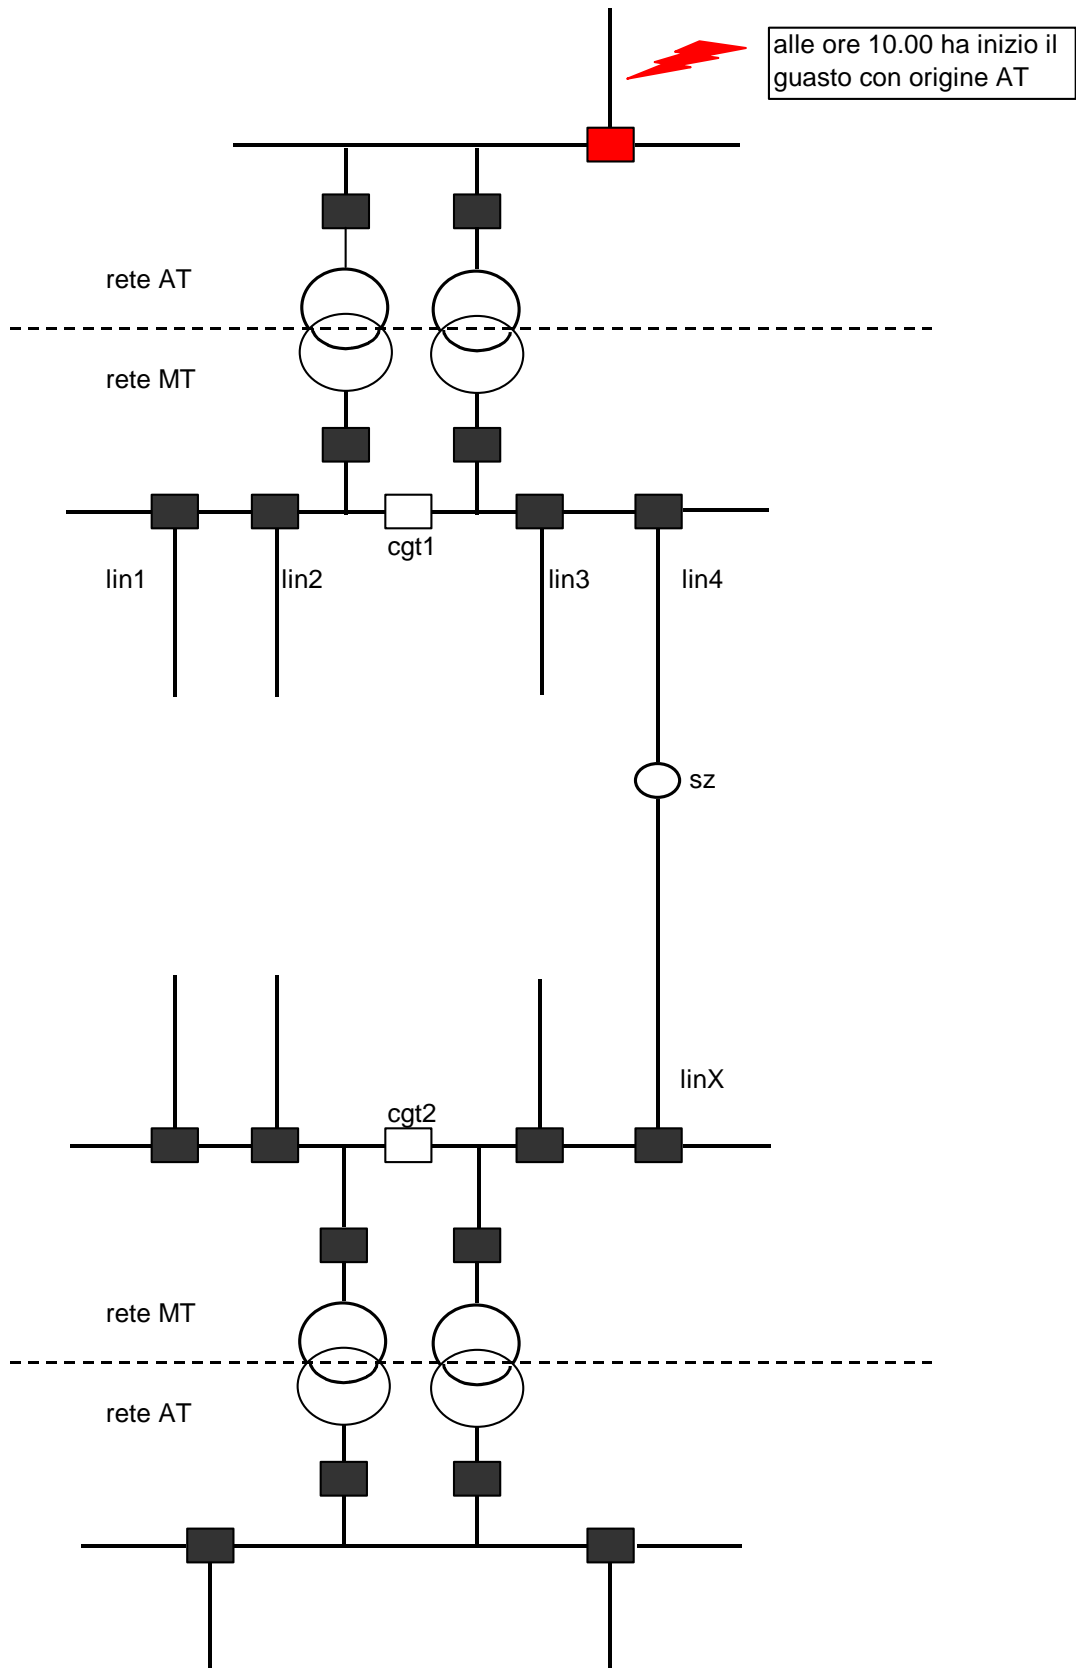 alle ore 10.00 ha inizio il
guasto con origine AT
rete AT
rete MT
cgt1
lin1
lin2
lin3
lin4
sz
linX
cgt2
rete MT
rete AT